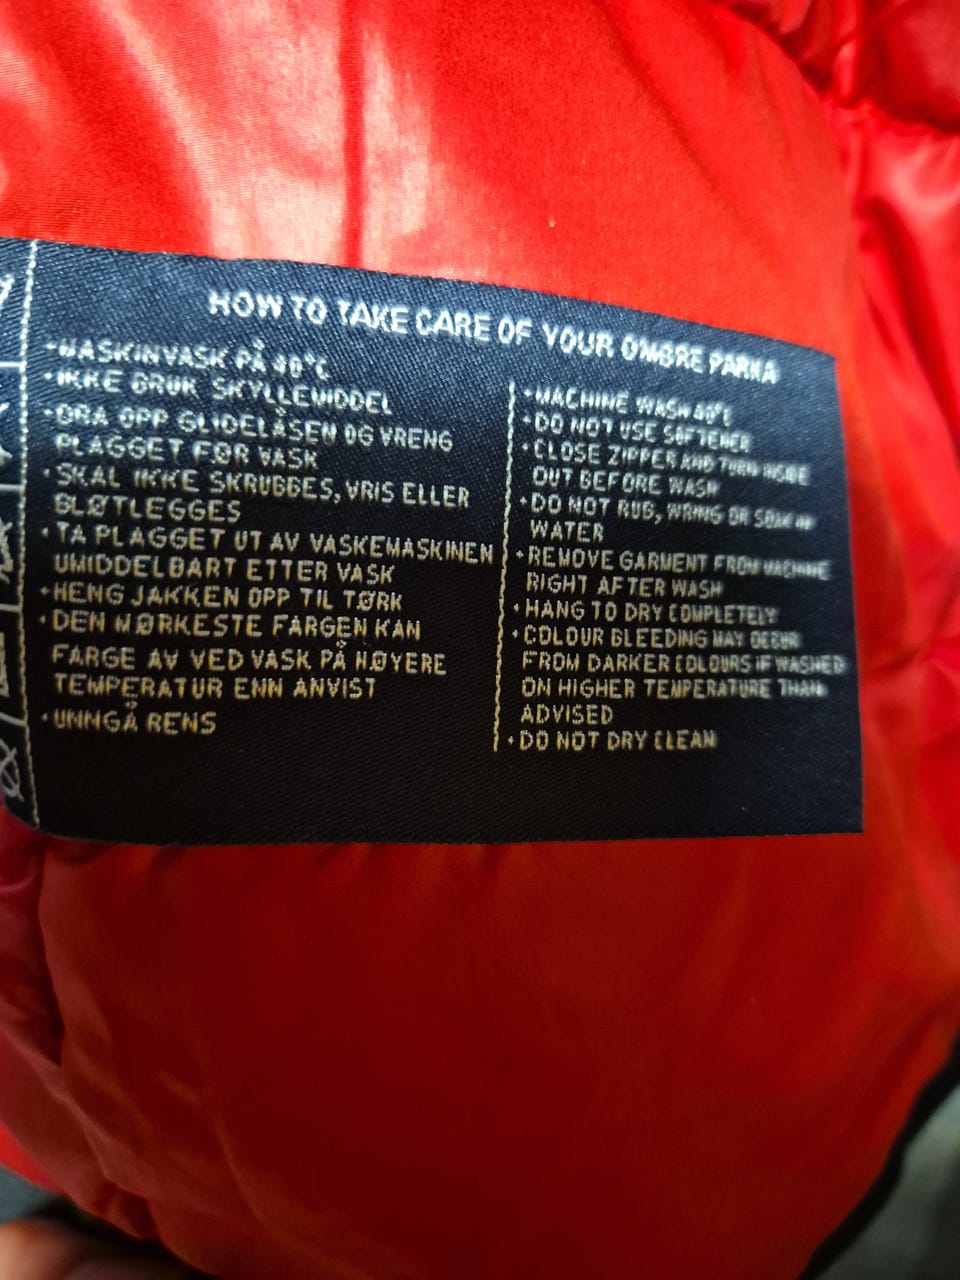 HOW TO TAKE CARE OF YOUR OMBRE PARKA
· MASKINVASK PÅ 40°C
· IKKE BRUK SKYLLEMIDDEL
· DRA OPP GLIDELÅSEN OG VRENG
PLAGGET FØR VASK
· SKAL IKKE SKRUBBES, VRIS ELLER
BLØTLEGGES
· TA PLAGGET UT AV VASKEMASKINEN
UMIDDELBART ETTER VASK
· HENG JAKKEN OPP TIL TØRK
· DEN MØRKESTE FARGEN KAN
FARGE AV VED VASK PÅ HØYERE
TEMPERATUR ENN ANVIST
· UNNGÅ RENS
· MACHINE WASH 40°C
· DO NOT USE SOFTENER
· CLOSE ZIPPER AND TURN INSIDE
OUT BEFORE WASH
· DO NOT RUB, WRING OR SOAK IN
WATER
· REMOVE GARMENT FROM MACHINE
RIGHT AFTER WASH
· HANG TO DRY COMPLETELY
· COLOUR BLEEDING MAY OCCUR
FROM DARKER COLOURS IF WASHED
ON HIGHER TEMPERATURE THAN
ADVISED
· DO NOT DRY CLEAN